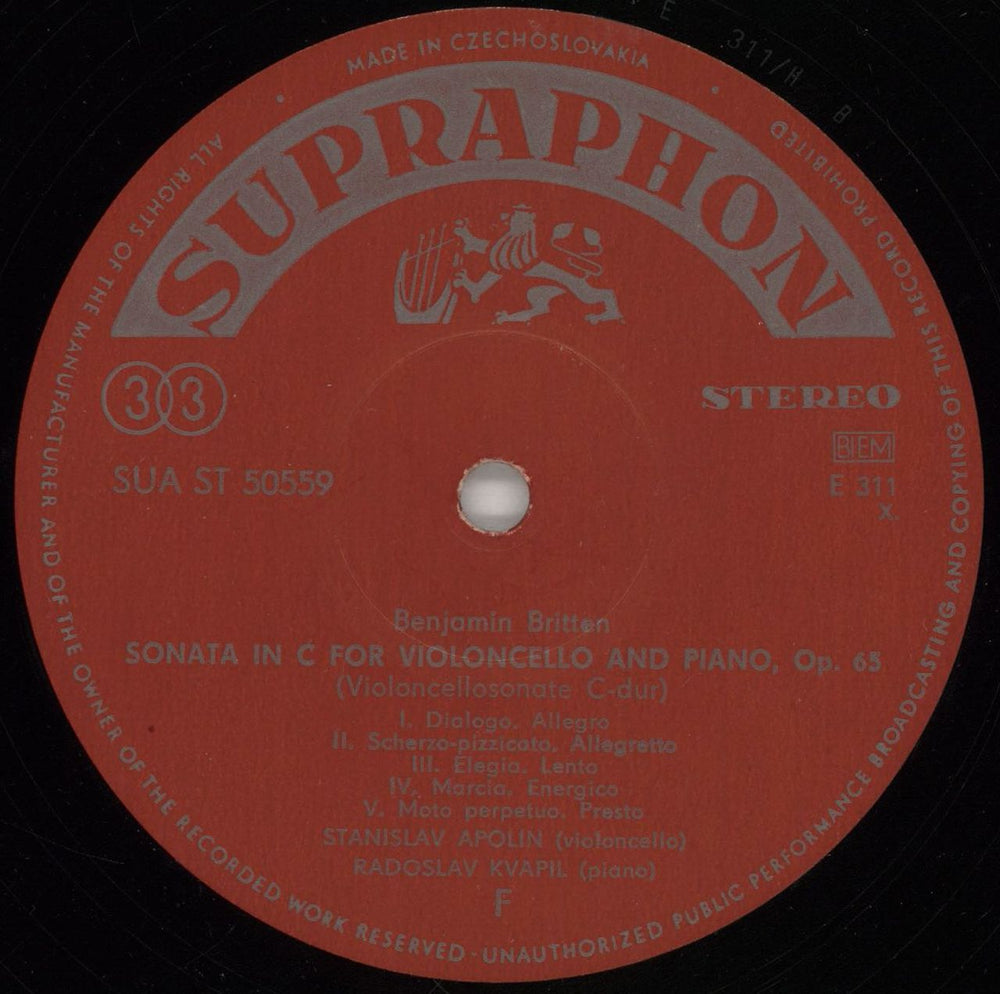 MADE IN CZECHOSLOVAKIA
SUPRAPHON
33
STEREO
BIEM
SUA ST 50559
E 311
X.
Benjamin Britten
SONATA IN C FOR VIOLONCELLO AND PIANO, Op. 65
(Violoncellosonate C-dur)
I. Dialogo. Allegro
II. Scherzo-pizzicato. Allegretto
III. Elegia. Lento
IV. Marcia. Energico
V. Moto perpetuo. Presto
STANISLAV APOLIN (violoncello)
RADOSLAV KVAPIL (piano)
F
ALL RIGHTS OF THE MANUFACTURER AND OF THE OWNER OF THE RECORDED WORK RESERVED - UNAUTHORIZED PUBLIC PERFORMANCE BROADCASTING AND COPYING OF THIS RECORD PROHIBITED